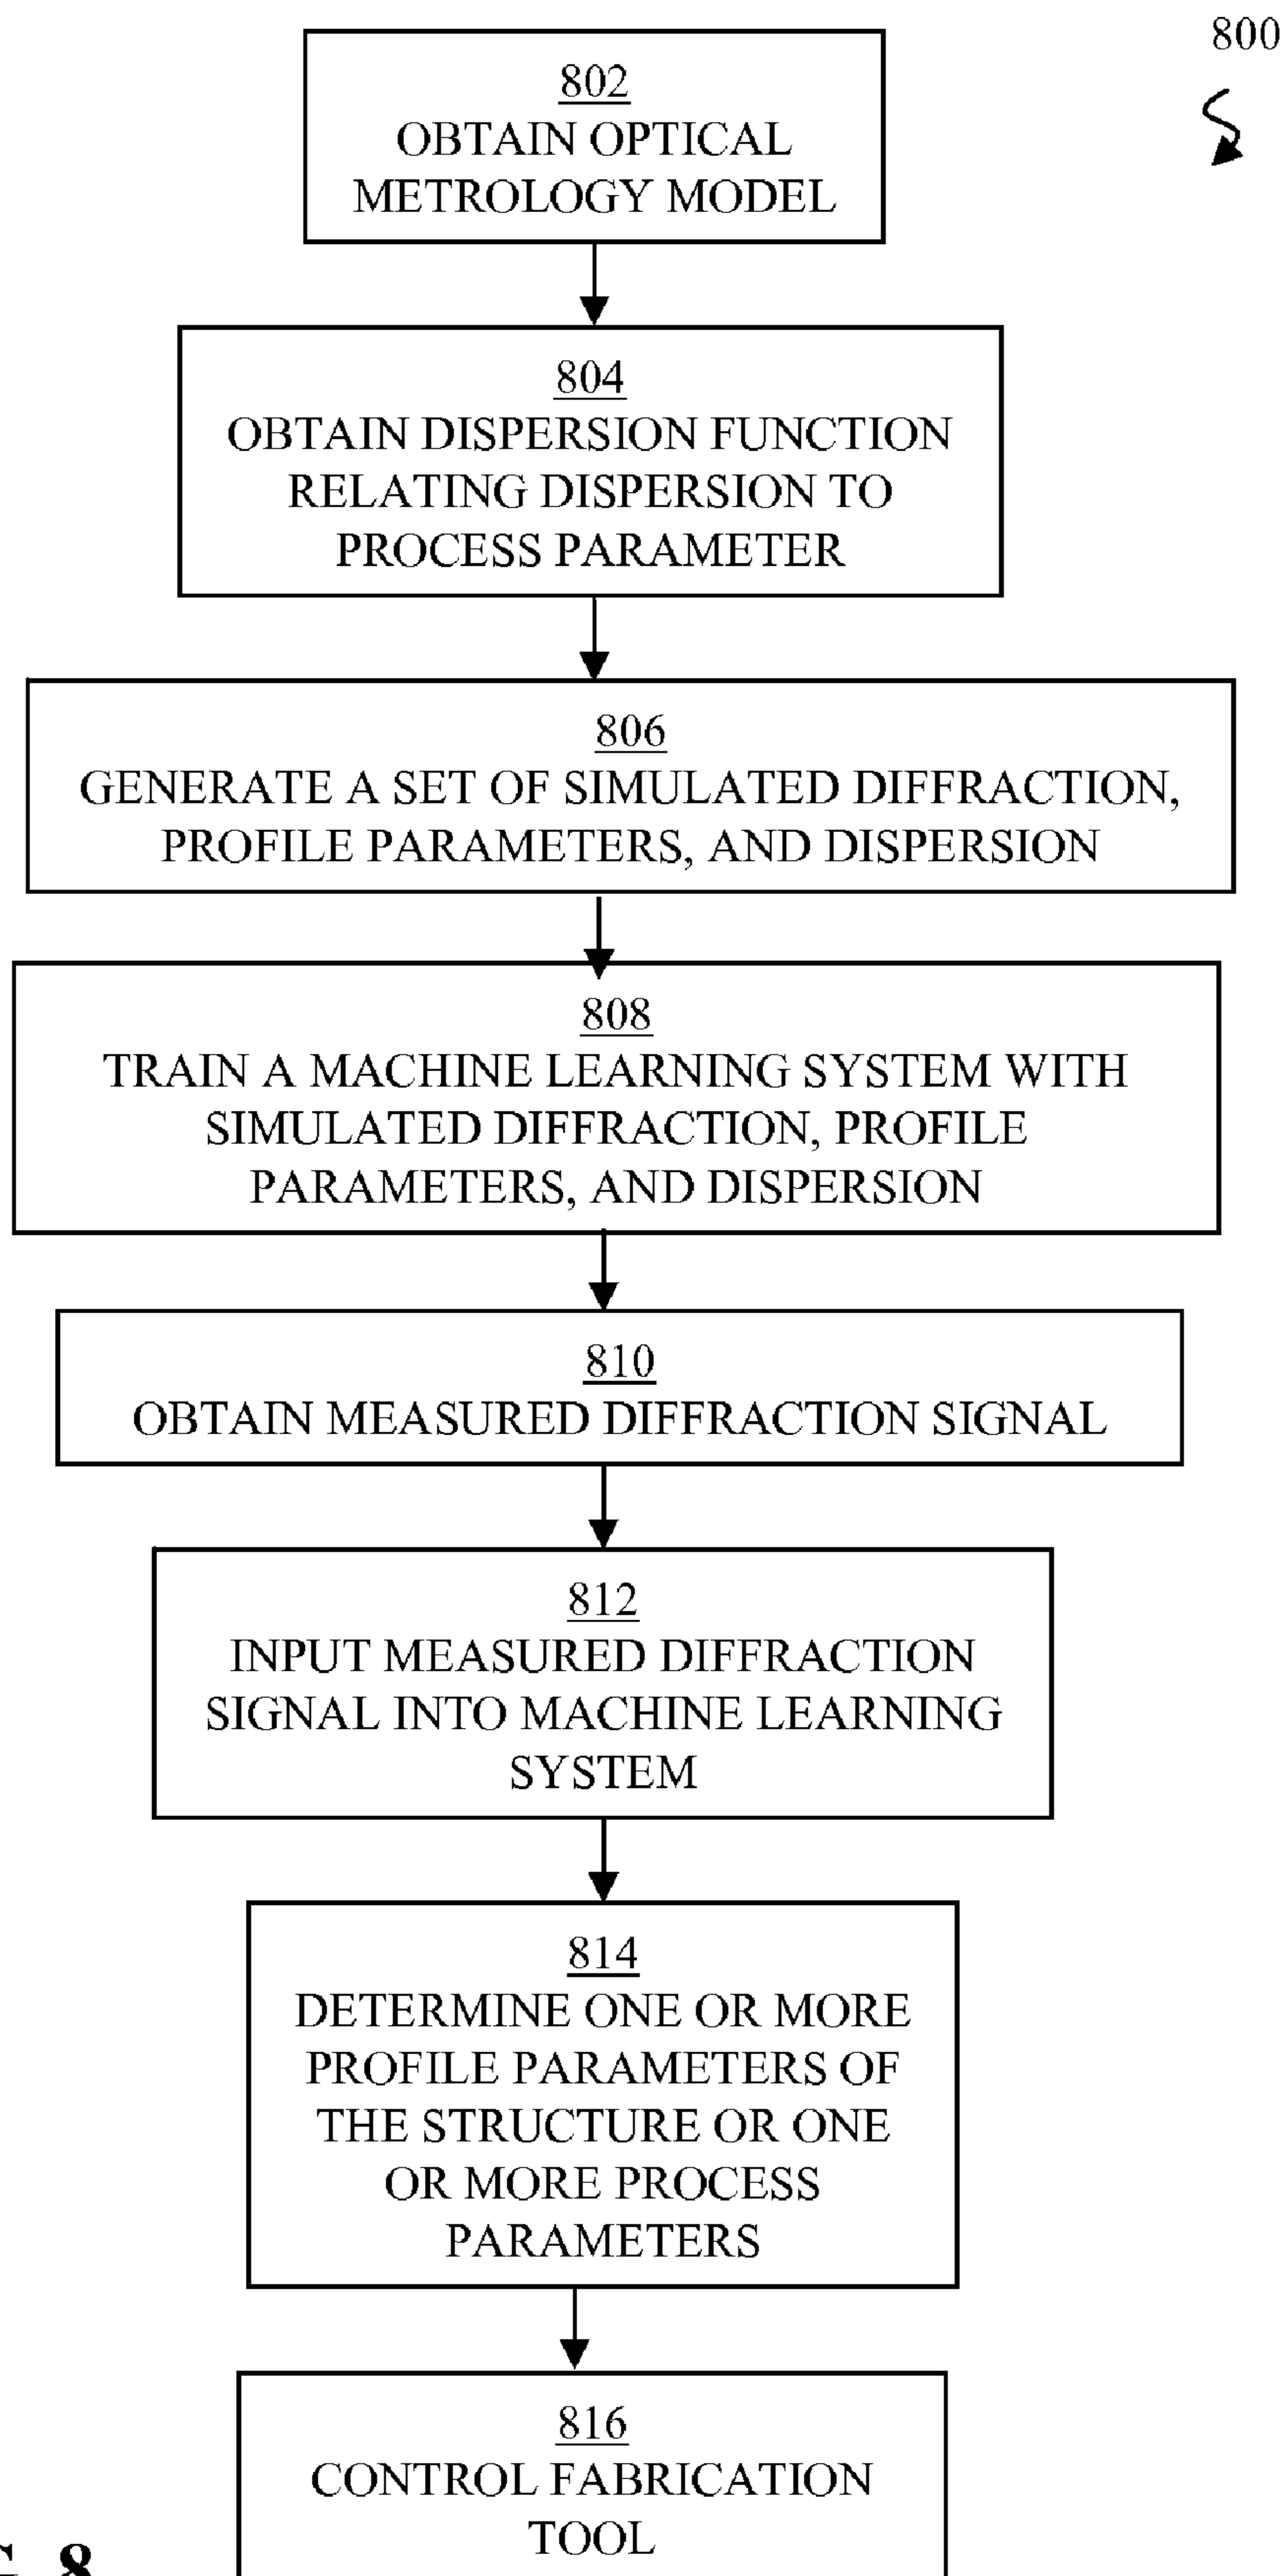 800
802
OBTAIN OPTICAL
METROLOGY MODEL
804
OBTAIN DISPERSION FUNCTION
RELATING DISPERSION TO
PROCESS PARAMETER
806
GENERATE A SET OF SIMULATED DIFFRACTION,
PROFILE PARAMETERS, AND DISPERSION
808
TRAIN A MACHINE LEARNING SYSTEM WITH
SIMULATED DIFFRACTION, PROFILE
PARAMETERS, AND DISPERSION
810
OBTAIN MEASURED DIFFRACTION SIGNAL
812
INPUT MEASURED DIFFRACTION
SIGNAL INTO MACHINE LEARNING
SYSTEM
814
DETERMINE ONE OR MORE
PROFILE PARAMETERS OF
THE STRUCTURE OR ONE
OR MORE PROCESS
PARAMETERS
816
CONTROL FABRICATION
TOOL
8